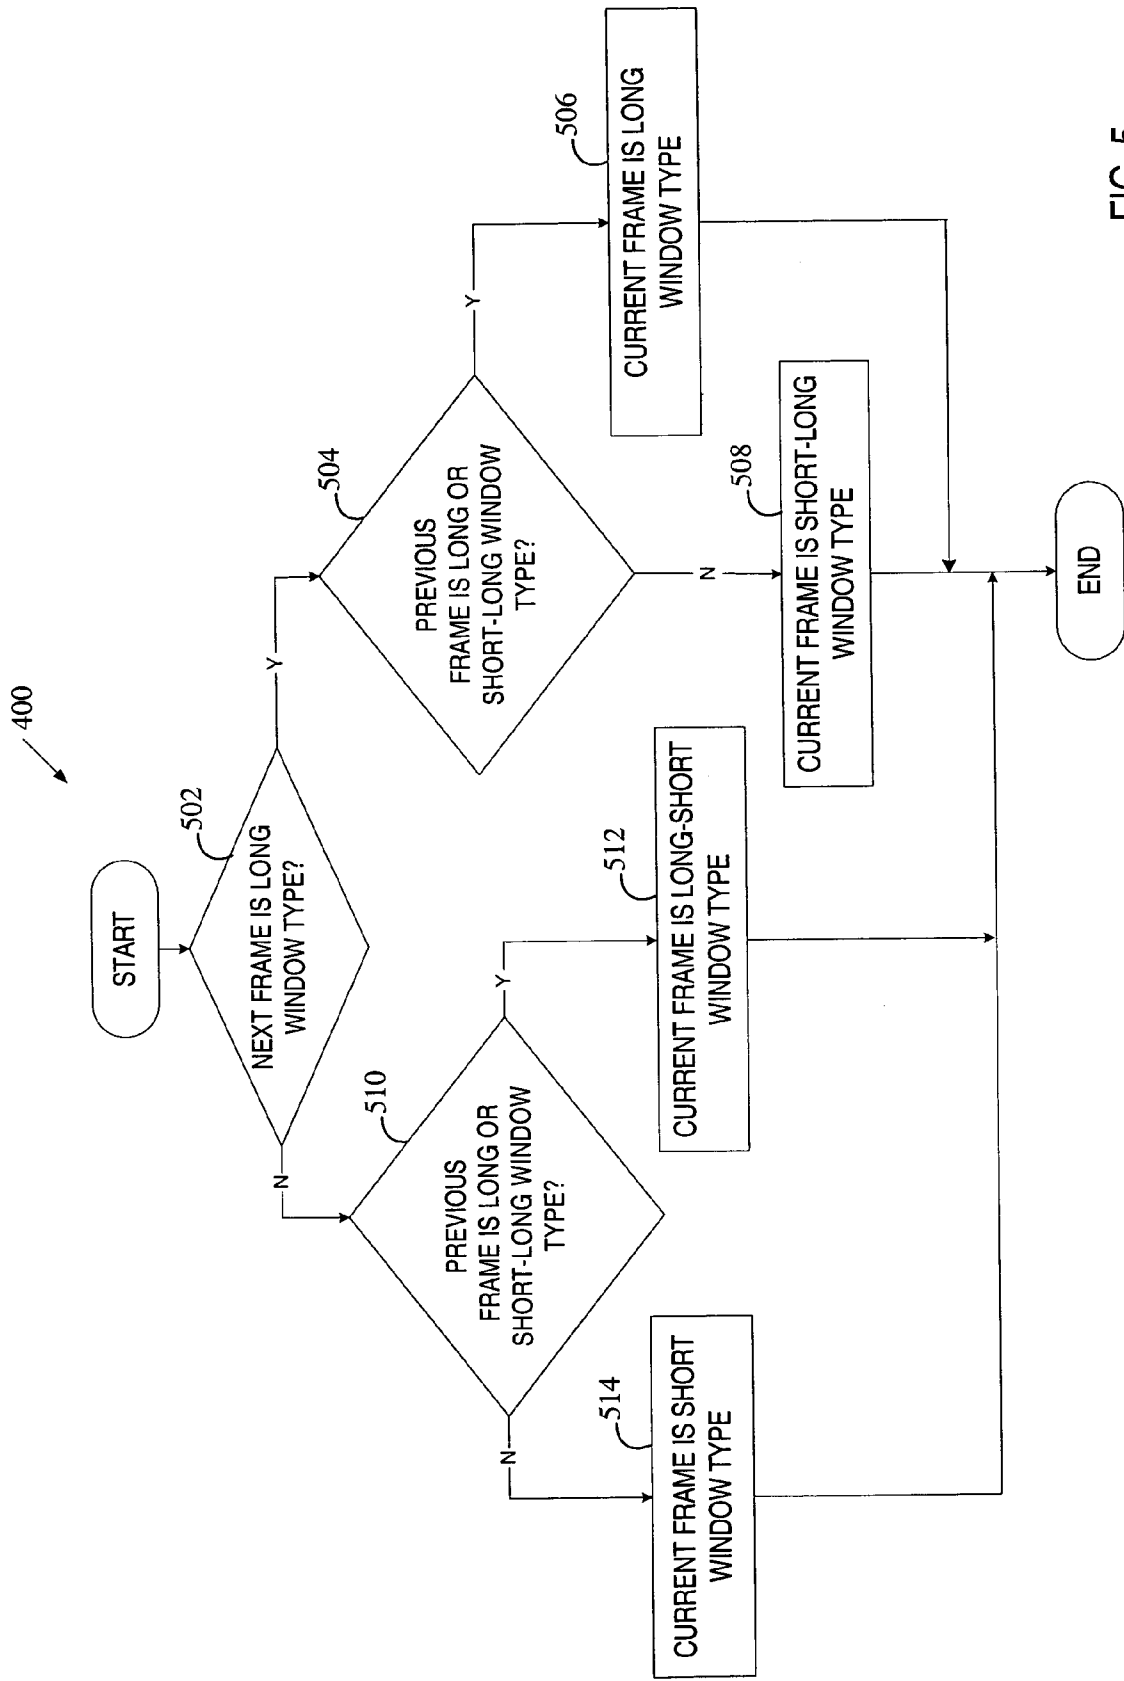 400
START
502
NEXT FRAME IS LONG
WINDOW TYPE?
N
Y
510
PREVIOUS
FRAME IS LONG OR
SHORT-LONG WINDOW
TYPE?
504
PREVIOUS
FRAME IS LONG OR
SHORT-LONG WINDOW
TYPE?
N
Y
N
Y
514
CURRENT FRAME IS SHORT
WINDOW TYPE
512
CURRENT FRAME IS LONG-SHORT
WINDOW TYPE
508
CURRENT FRAME IS SHORT-LONG
WINDOW TYPE
506
CURRENT FRAME IS LONG
WINDOW TYPE
END
FIG. 5